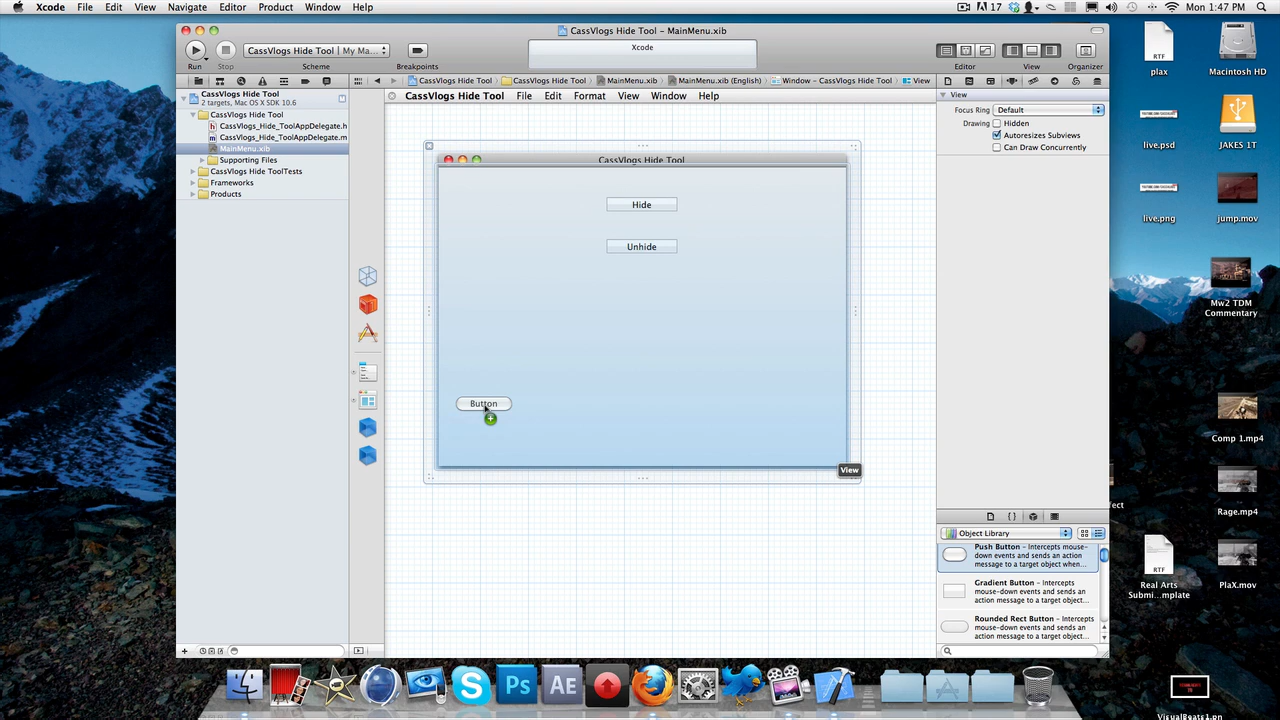 Xcode File Edit View Navigate Editor Product Window Help
17
Mon 1:47 PM
CassVlogs Hide Tool – MainMenu.xib
CassVlogs Hide Tool | My Ma...
Xcode
Run Stop Scheme Breakpoints
Editor View Organizer
CassVlogs Hide Tool CassVlogs Hide Tool MainMenu.xib MainMenu.xib (English) Window – CassVlogs Hide Tool View
CassVlogs Hide Tool
2 targets, Mac OS X SDK 10.6
CassVlogs Hide Tool
CassVlogs_Hide_ToolAppDelegate.h
CassVlogs_Hide_ToolAppDelegate.m
MainMenu.xib
Supporting Files
CassVlogs Hide ToolTests
Frameworks
Products
CassVlogs Hide Tool File Edit Format View Window Help
CassVlogs Hide Tool
Hide
Unhide
Button
View
View
Focus Ring Default
Drawing Hidden
Autoresizes Subviews
Can Draw Concurrently
Object Library
Push Button – Intercepts mouse-
down events and sends an action
message to a target object when...
Gradient Button – Intercepts
mouse-down events and sends an
action message to a target object...
Rounded Rect Button – Intercepts
mouse-down events and sends an
action message to a target object...
RTF
plax
Macintosh HD
live.psd
JAKES 1T
live.png
jump.mov
Mw2 TDM
Commentary
Comp 1.mp4
Rage.mp4
RTF
Real Arts
Submi...mplate
PlaX.mov
Ps
AE